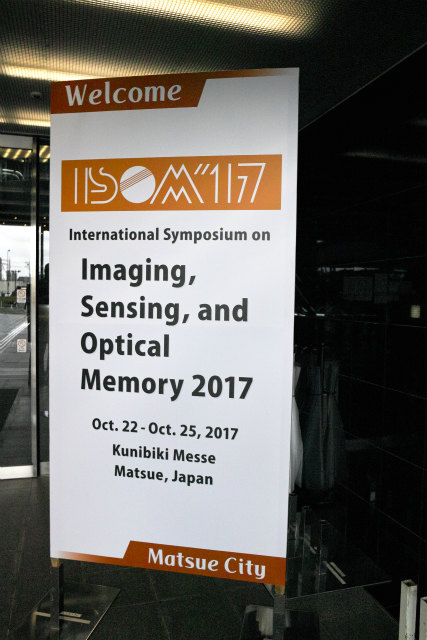 Welcome
ISOM'17
International Symposium on
Imaging,
Sensing, and
Optical
Memory 2017
Oct. 22 - Oct. 25, 2017
Kunibiki Messe
Matsue, Japan
Matsue City